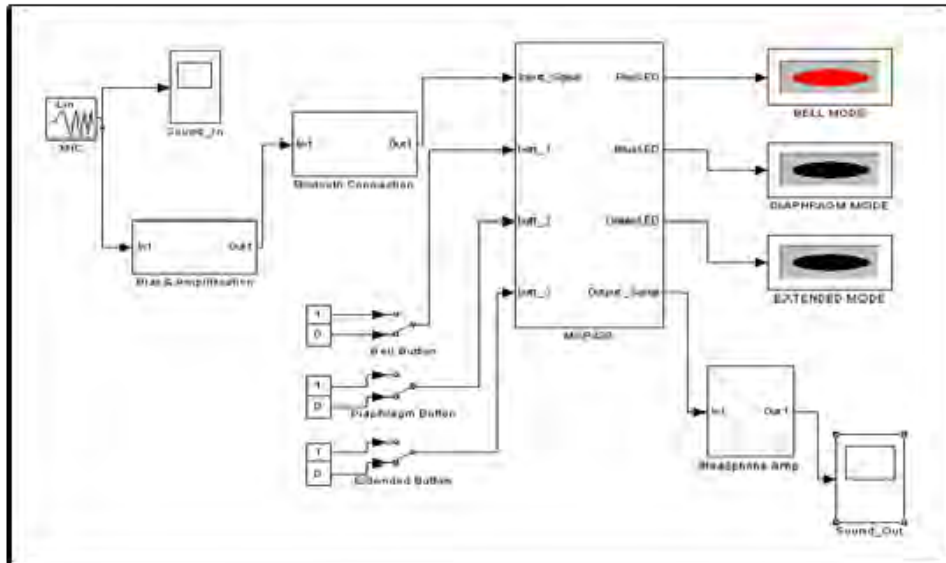 MIC
Sound_In
In1
Out1
Bias & Amplification
In1
Out1
Connection
Input_Signal
butt_1
butt_2
butt_3
RedLED
BlueLED
GreenLED
Output_Signal
MSP430
BELL MODE
DIAPHRAGM MODE
EXTENDED MODE
1
0
Bell Button
1
0
Diaphragm Button
1
0
Extended Button
In1
Out1
Headphone Amp
Sound_Out